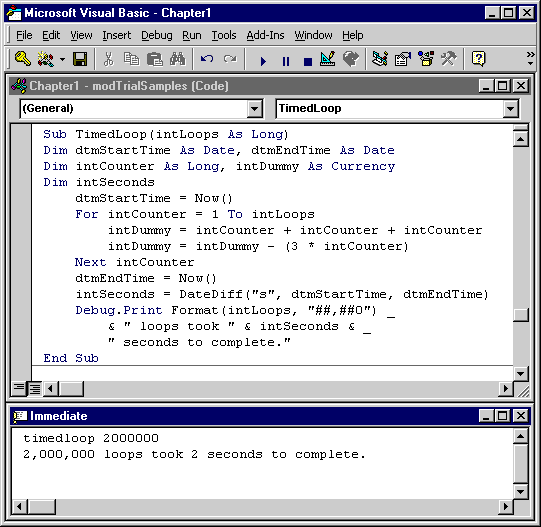 Microsoft Visual Basic - Chapter1
File Edit View Insert Debug Run Tools Add-Ins Window Help
Chapter1 - modTrialSamples (Code)
(General) TimedLoop
Sub TimedLoop(intLoops As Long)
Dim dtmStartTime As Date, dtmEndTime As Date
Dim intCounter As Long, intDummy As Currency
Dim intSeconds
    dtmStartTime = Now()
    For intCounter = 1 To intLoops
        intDummy = intCounter + intCounter + intCounter
        intDummy = intDummy - (3 * intCounter)
    Next intCounter
    dtmEndTime = Now()
    intSeconds = DateDiff("s", dtmStartTime, dtmEndTime)
    Debug.Print Format(intLoops, "##,##0") _
        & " loops took " & intSeconds & _
        " seconds to complete."
End Sub
Immediate
timedloop 2000000
2,000,000 loops took 2 seconds to complete.